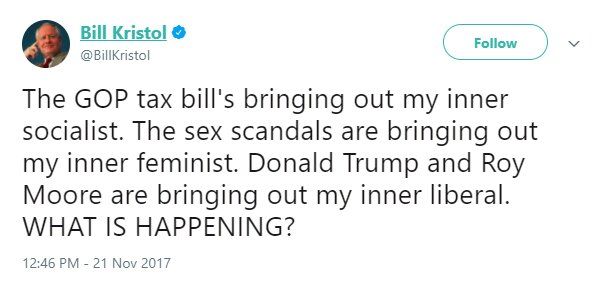 Bill Kristol
@BillKristol
Follow
The GOP tax bill's bringing out my inner
socialist. The sex scandals are bringing out
my inner feminist. Donald Trump and Roy
Moore are bringing out my inner liberal.
WHAT IS HAPPENING?
12:46 PM - 21 Nov 2017